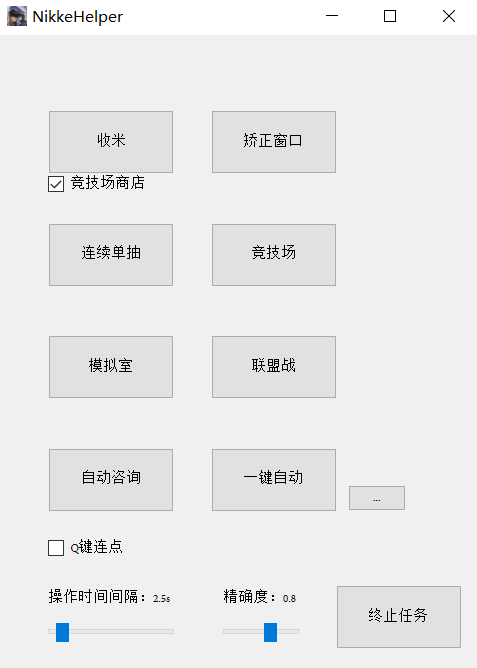 NikkeHelper
收米 矫正窗口
竞技场商店
连续单抽 竞技场
模拟室 联盟战
自动咨询 一键自动
...
Q键连点
操作时间间隔：2.5s 精确度：0.8
终止任务